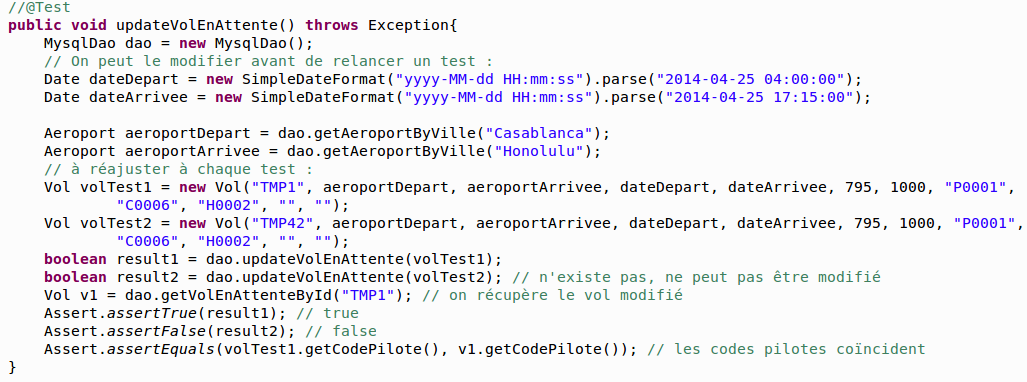 //@Test
public void updateVolEnAttente() throws Exception{
    MysqlDao dao = new MysqlDao();
    // On peut le modifier avant de relancer un test :
    Date dateDepart = new SimpleDateFormat("yyyy-MM-dd HH:mm:ss").parse("2014-04-25 04:00:00");
    Date dateArrivee = new SimpleDateFormat("yyyy-MM-dd HH:mm:ss").parse("2014-04-25 17:15:00");

    Aeroport aeroportDepart = dao.getAeroportByVille("Casablanca");
    Aeroport aeroportArrivee = dao.getAeroportByVille("Honolulu");
    // à réajuster à chaque test :
    Vol volTest1 = new Vol("TMP1", aeroportDepart, aeroportArrivee, dateDepart, dateArrivee, 795, 1000, "P0001",
            "C0006", "H0002", "", "");
    Vol volTest2 = new Vol("TMP42", aeroportDepart, aeroportArrivee, dateDepart, dateArrivee, 795, 1000, "P0001",
            "C0006", "H0002", "", "");
    boolean result1 = dao.updateVolEnAttente(volTest1);
    boolean result2 = dao.updateVolEnAttente(volTest2); // n'existe pas, ne peut pas être modifié
    Vol v1 = dao.getVolEnAttenteById("TMP1"); // on récupère le vol modifié
    Assert.assertTrue(result1); // true
    Assert.assertFalse(result2); // false
    Assert.assertEquals(volTest1.getCodePilote(), v1.getCodePilote()); // les codes pilotes coïncident
}